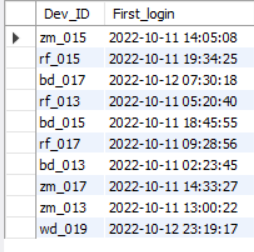 Dev_ID First_login
zm_015 2022-10-11 14:05:08
rf_015 2022-10-11 19:34:25
bd_017 2022-10-12 07:30:18
rf_013 2022-10-11 05:20:40
bd_015 2022-10-11 18:45:55
rf_017 2022-10-11 09:28:56
bd_013 2022-10-11 02:23:45
zm_017 2022-10-11 14:33:27
zm_013 2022-10-11 13:00:22
wd_019 2022-10-12 23:19:17